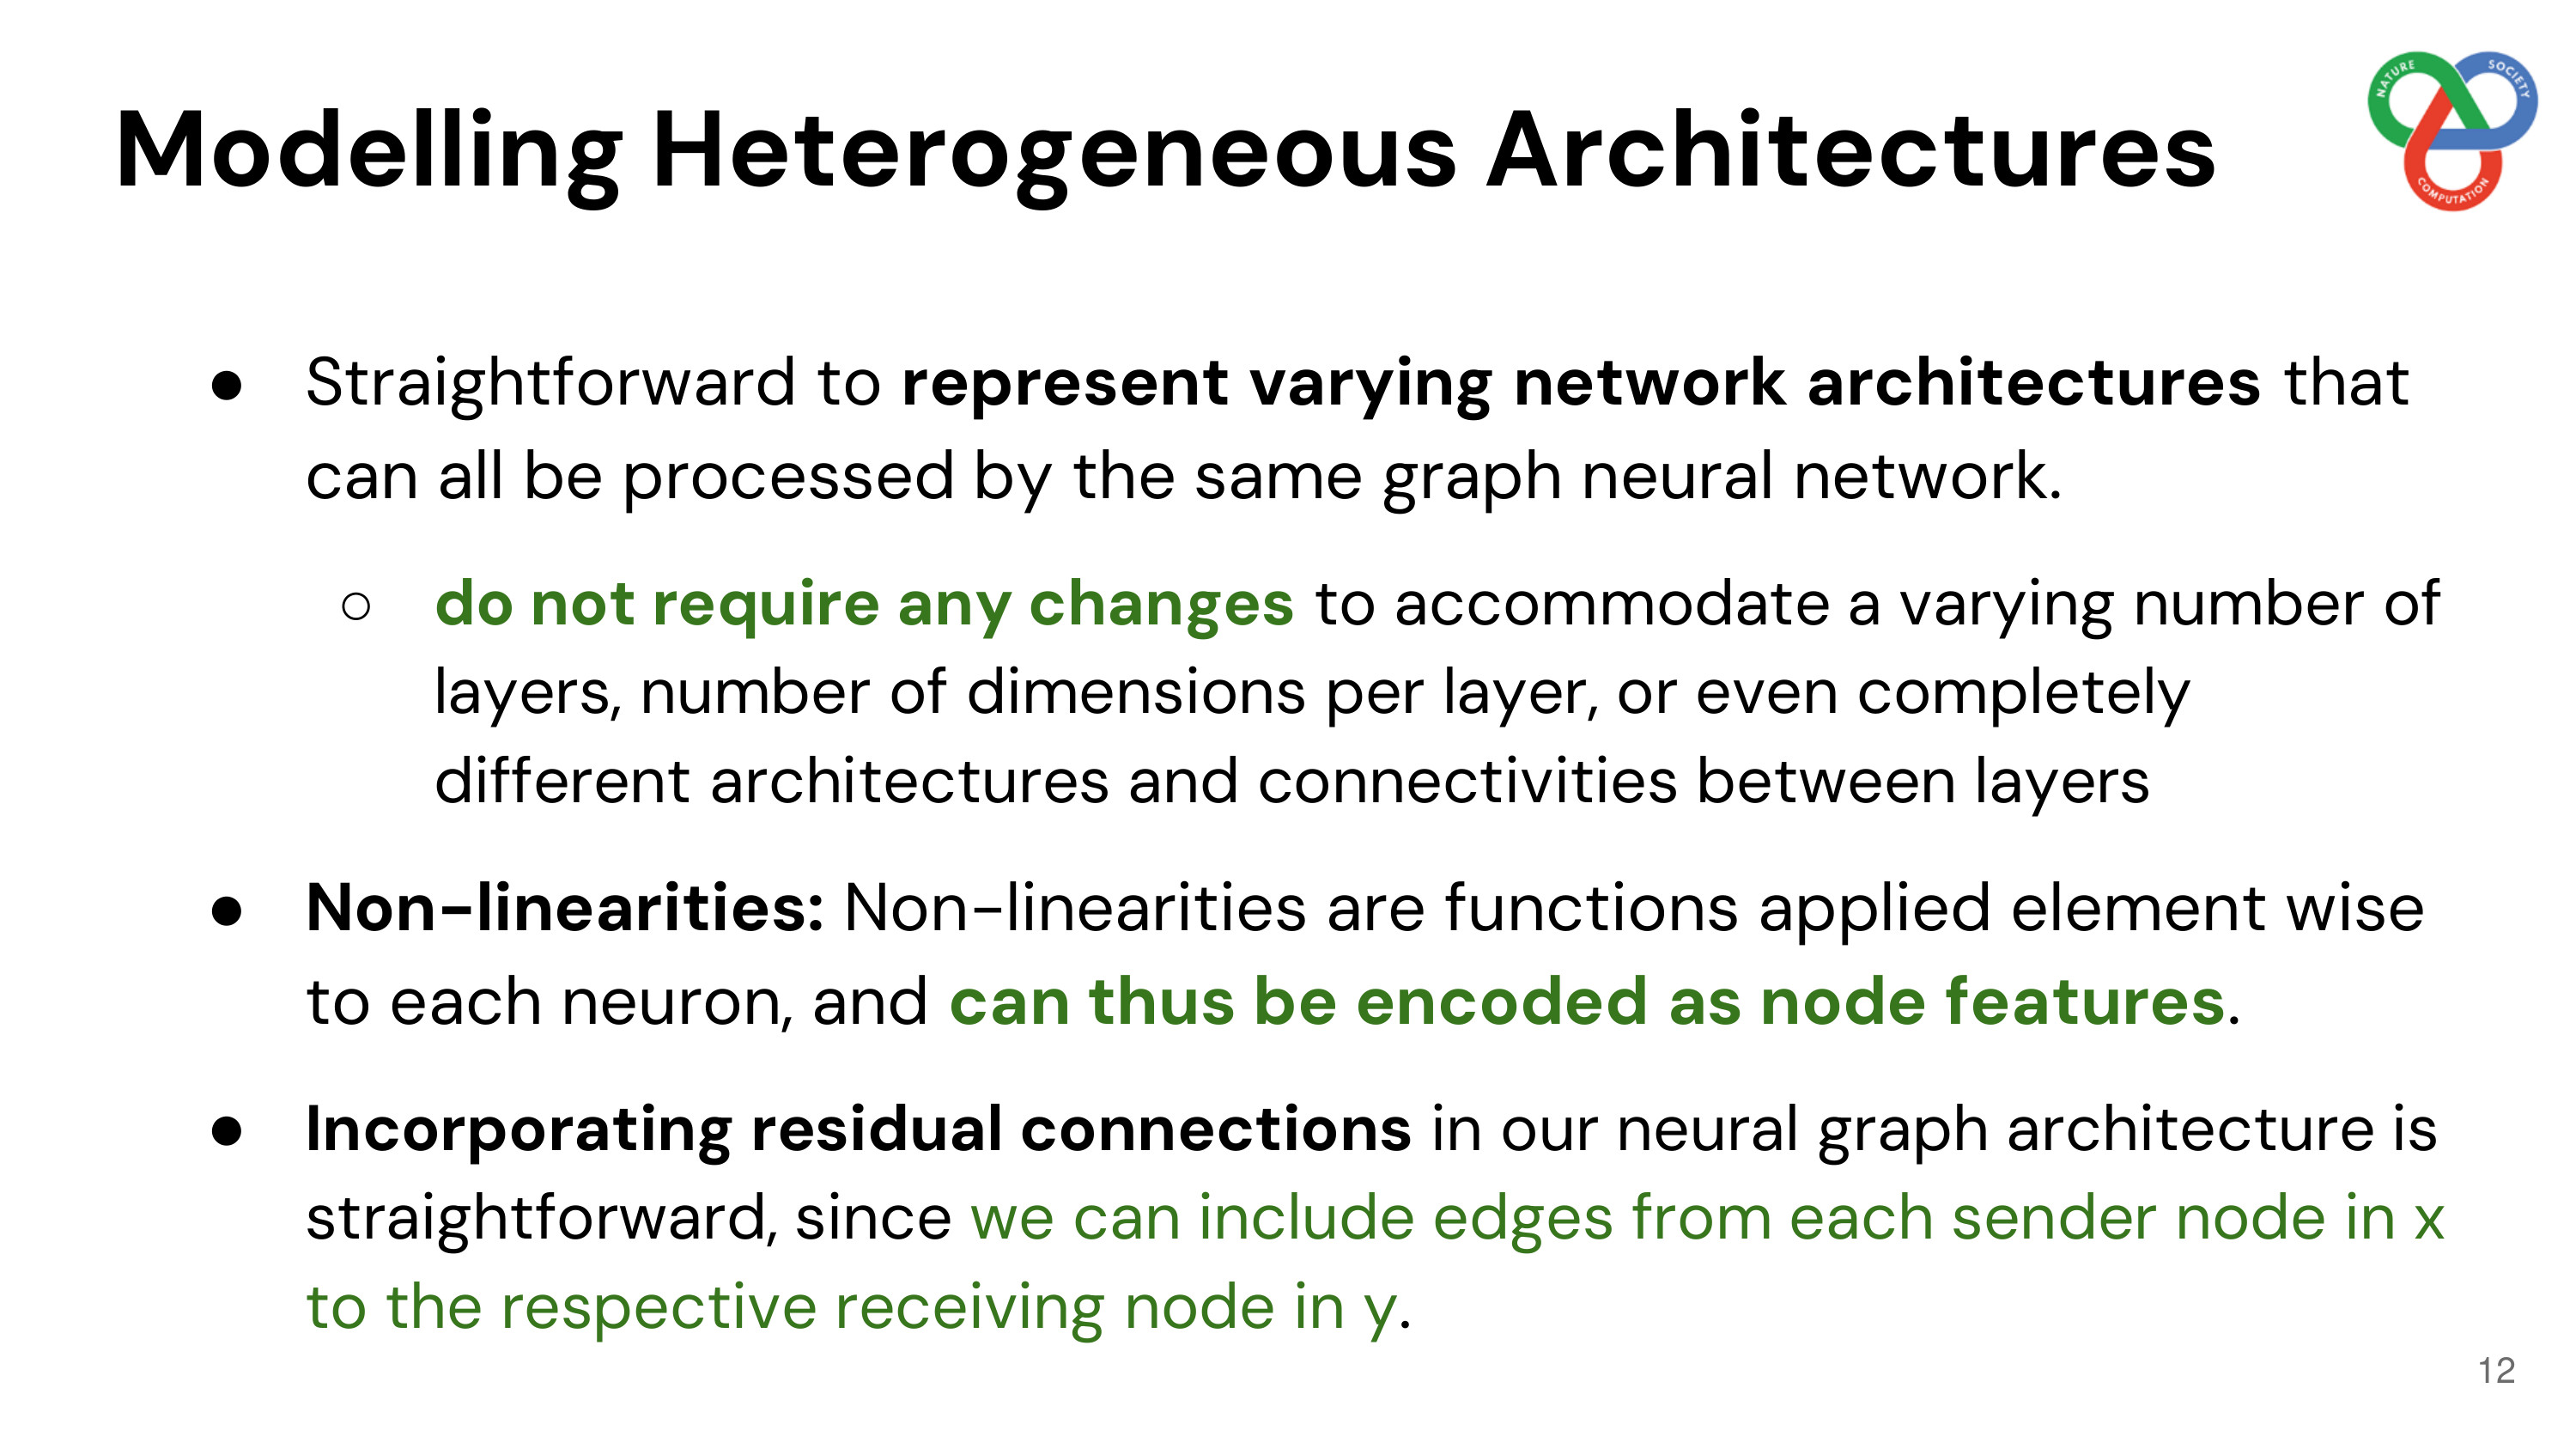 Modelling Heterogeneous Architectures
NATURE
SOCIETY
COMPUTATION
● Straightforward to represent varying network architectures that
can all be processed by the same graph neural network.
○ do not require any changes to accommodate a varying number of
layers, number of dimensions per layer, or even completely
different architectures and connectivities between layers
● Non-linearities: Non-linearities are functions applied element wise
to each neuron, and can thus be encoded as node features.
● Incorporating residual connections in our neural graph architecture is
straightforward, since we can include edges from each sender node in x
to the respective receiving node in y.
12